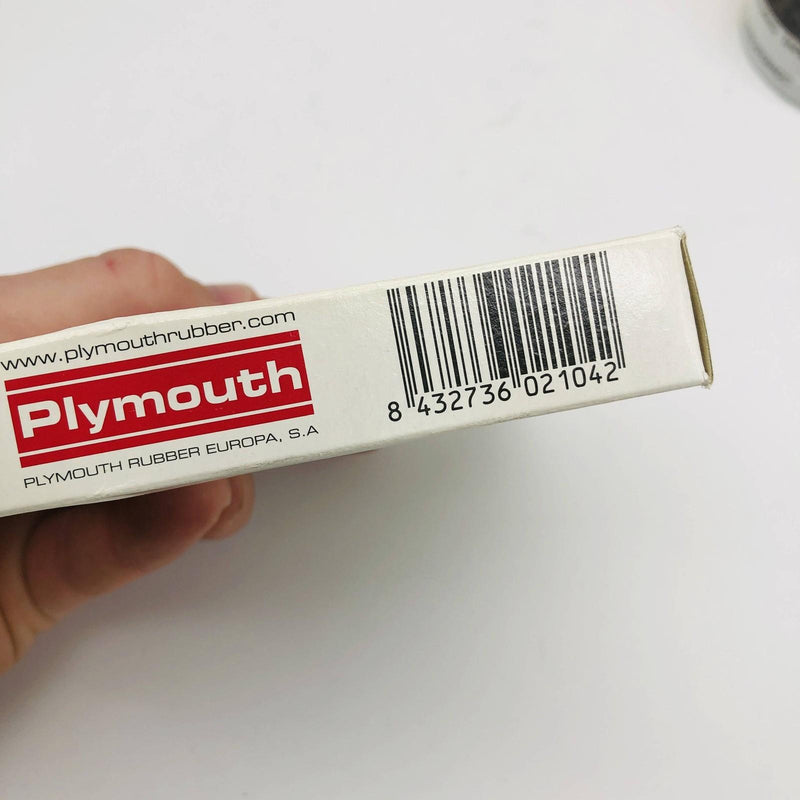 www.plymouthrubber.com
Plymouth
PLYMOUTH RUBBER EUROPA, S.A
8 432736 021042